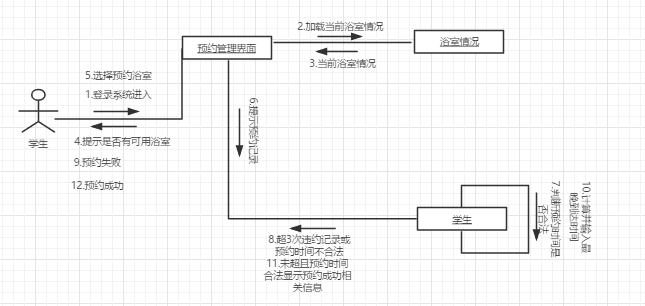 2.加载当前浴室情况
预约管理界面
浴室情况
3.当前浴室情况
5.选择预约浴室
1.登录系统进入
学生
4.提示是否有可用浴室
9.预约失败
12.预约成功
6.提示预约记录
7.判断预约时间是
否合法
10.计算并输入最
晚到达时间
学生
8.超3次违约记录或
预约时间不合法
11.未超且预约时间
合法显示预约成功相
关信息